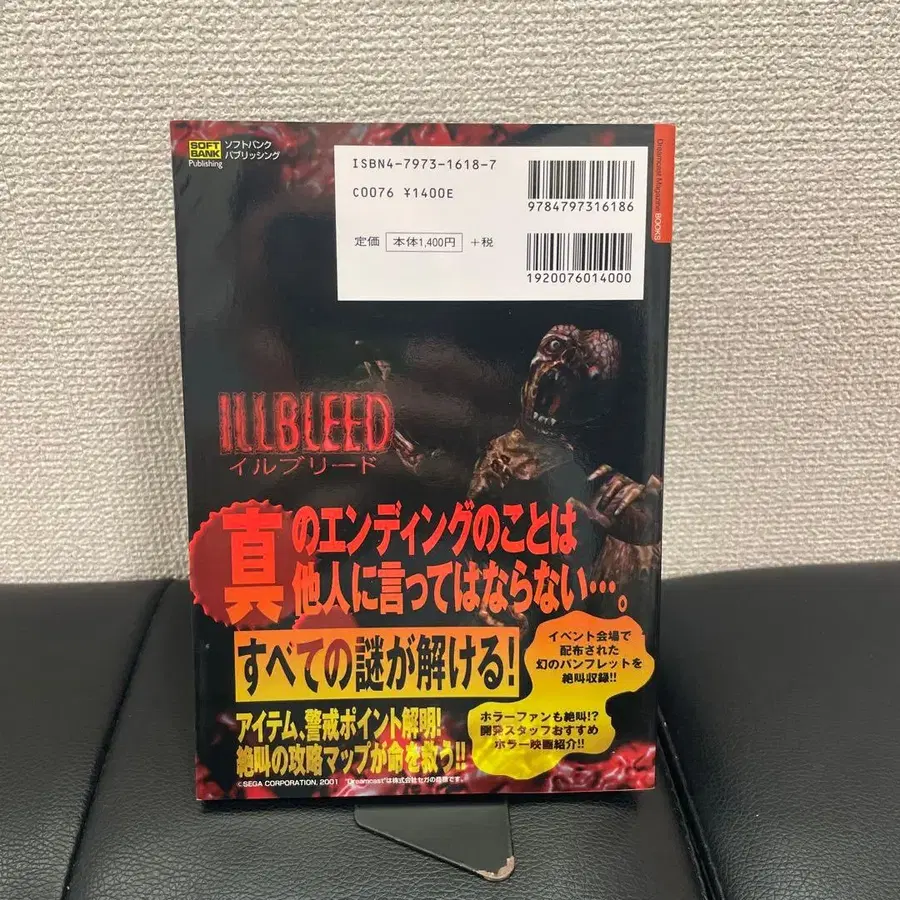 SOFT BANK Publishing
ソフトバンク
パブリッシング
ISBN4-7973-1618-7
C0076 ¥1400E
定価 本体1,400円 +税
9784797316186
1920076014000
Dreamcast Magazine BOOKS
ILLBLEED
イルブリード
真のエンディングのことは
他人に言ってはならない…。
すべての謎が解ける!
イベント会場で
配布された
幻のパンフレットを
絶叫収録!!
アイテム、警戒ポイント解明!
絶叫の攻略マップが命を救う!!
ホラーファンも絶叫!?
開発スタッフおすすめ
ホラー映画紹介!!
©SEGA CORPORATION, 2001 "Dreamcast"は株式会社セガの商標です。